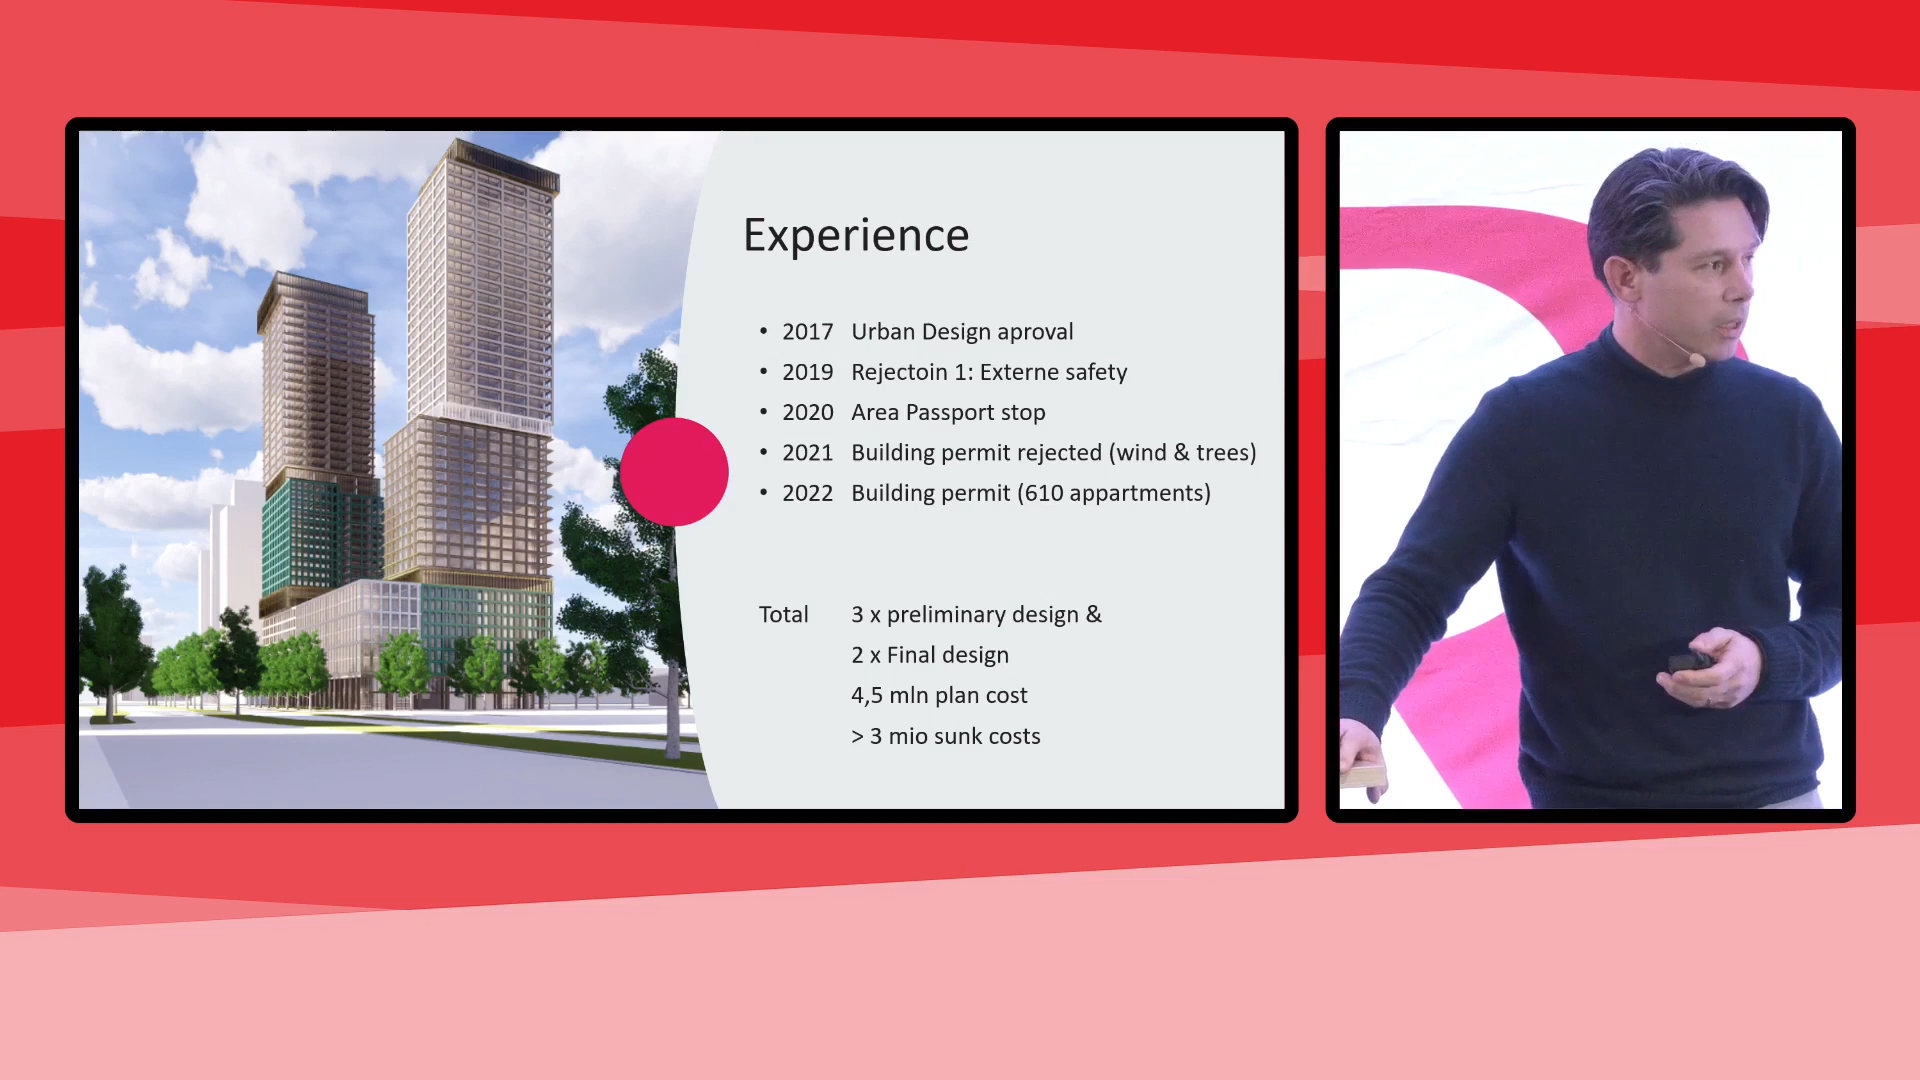 Experience
• 2017 Urban Design aproval
• 2019 Rejectoin 1: Externe safety
• 2020 Area Passport stop
• 2021 Building permit rejected (wind & trees)
• 2022 Building permit (610 appartments)
Total 3 x preliminary design &
2 x Final design
4,5 mln plan cost
> 3 mio sunk costs